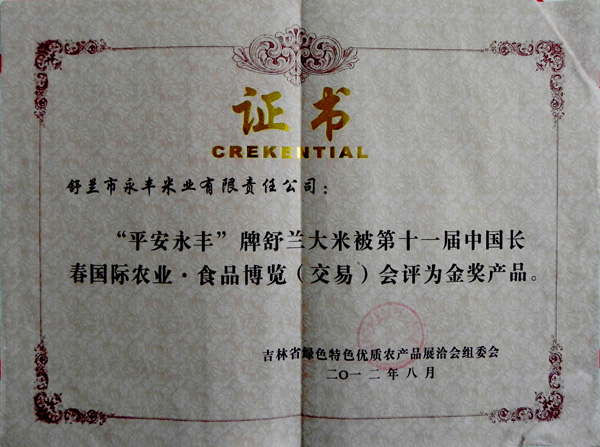 证书
CREKENTIAL
舒兰市永丰米业有限责任公司：
“平安永丰”牌舒兰大米被第十一届中国长
春国际农业·食品博览（交易）会评为金奖产品。
吉林省绿色特色优质农产品展洽会组委会
二〇一二年八月